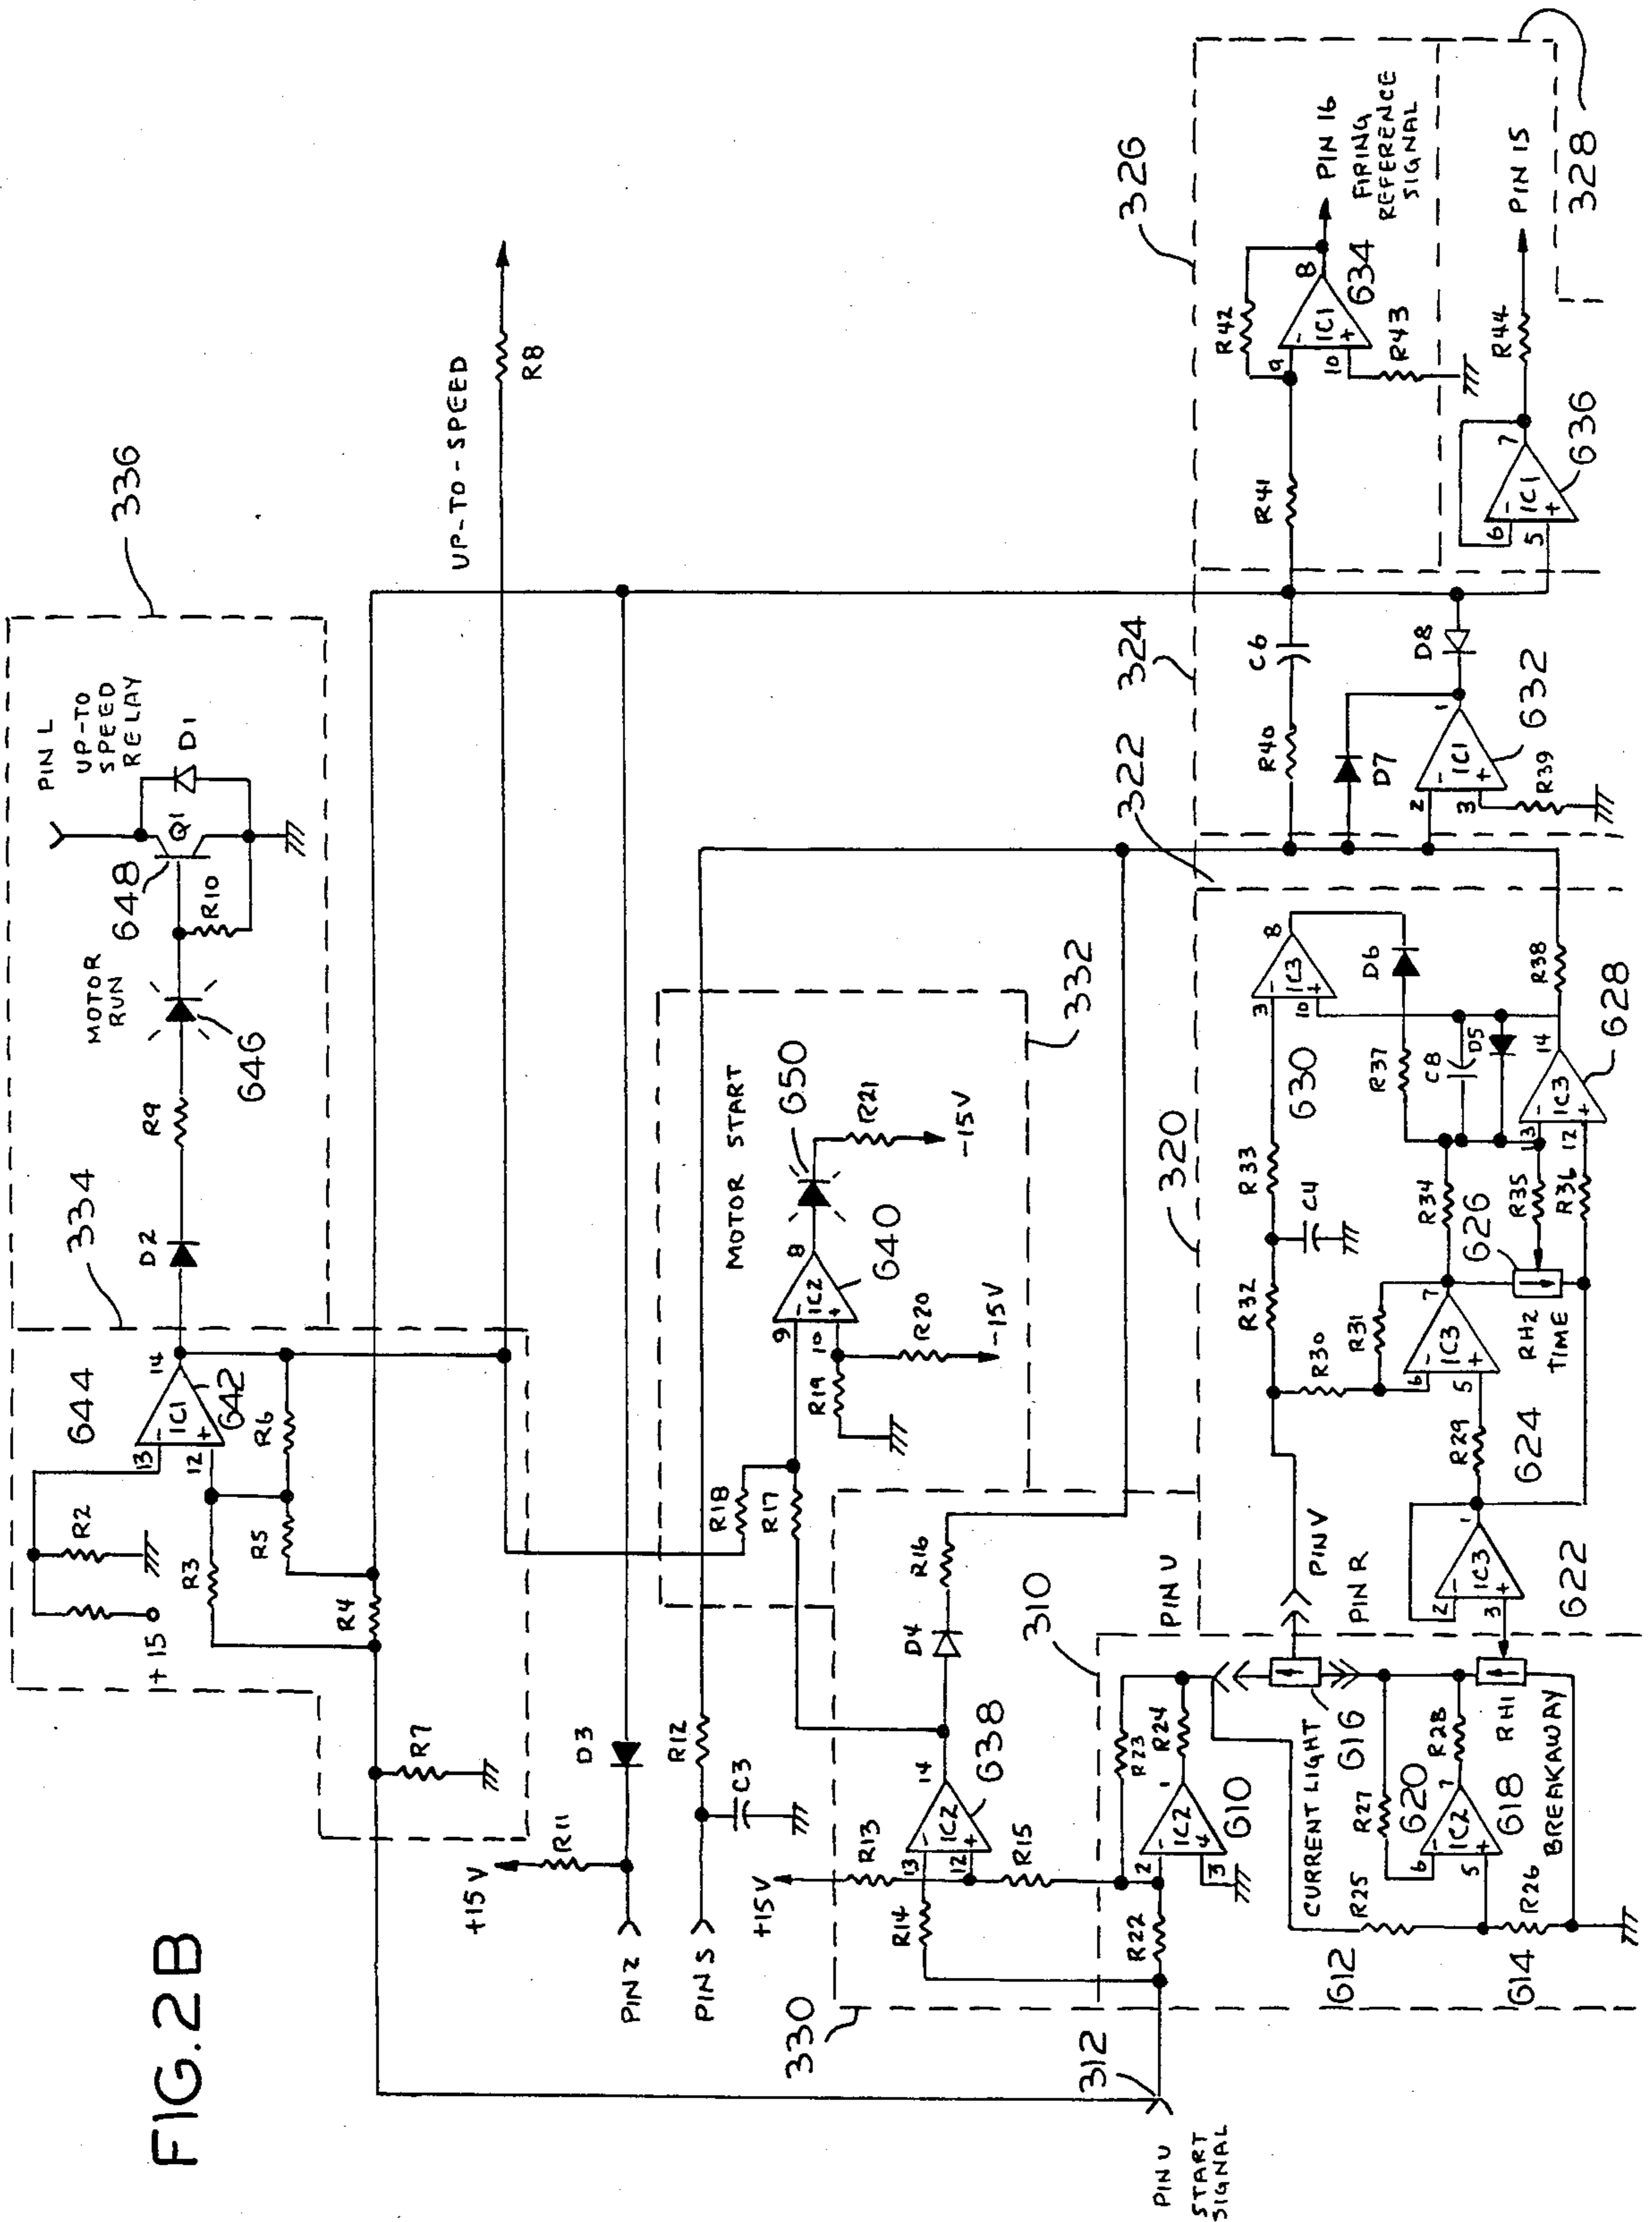 FIG. 2B
336
334
644
PIN L
UP-TO
SPEED
RELAY
D1
Q1
648
R10
MOTOR
RUN
646
R9
D2
14
642
IC1
-
+
13
12
R6
R2
R3
R5
R4
+15
R7
UP-TO-SPEED
R8
D3
R11
+15V
PIN Z
PIN S
R12
C3
332
MOTOR START
650
R21
-15V
640
8
IC2
-
+
9
10
R20
-15V
R19
R18
R17
330
+15V
R13
D4
R16
14
638
IC2
-
+
13
12
R15
R14
310
PIN U
312
PIN U
START
SIGNAL
R22
R23
R24
1
IC2
-
4
2
3
610
CURRENT LIGHT
616
R25
612
R26
614
R27
620
R28
7
IC2
-
+
6
5
618
RH1
BREAKAWAY
PIN V
PIN R
622
IC3
-
+
1
2
3
R29
624
IC3
-
+
7
6
5
R30
R31
R32
C4
R33
630
320
8
IC3
-
+
3
10
D6
R37
C8
D5
R34
626
R35
R36
RH2
TIME
14
IC3
-
+
13
12
628
R38
322
324
R40
C6
D7
D8
1
IC1
-
+
2
3
632
R39
326
R41
R42
8
IC1
-
+
9
10
634
R43
PIN 16
FIRING
REFERENCE
SIGNAL
7
IC1
-
+
6
5
636
R44
PIN 15
328